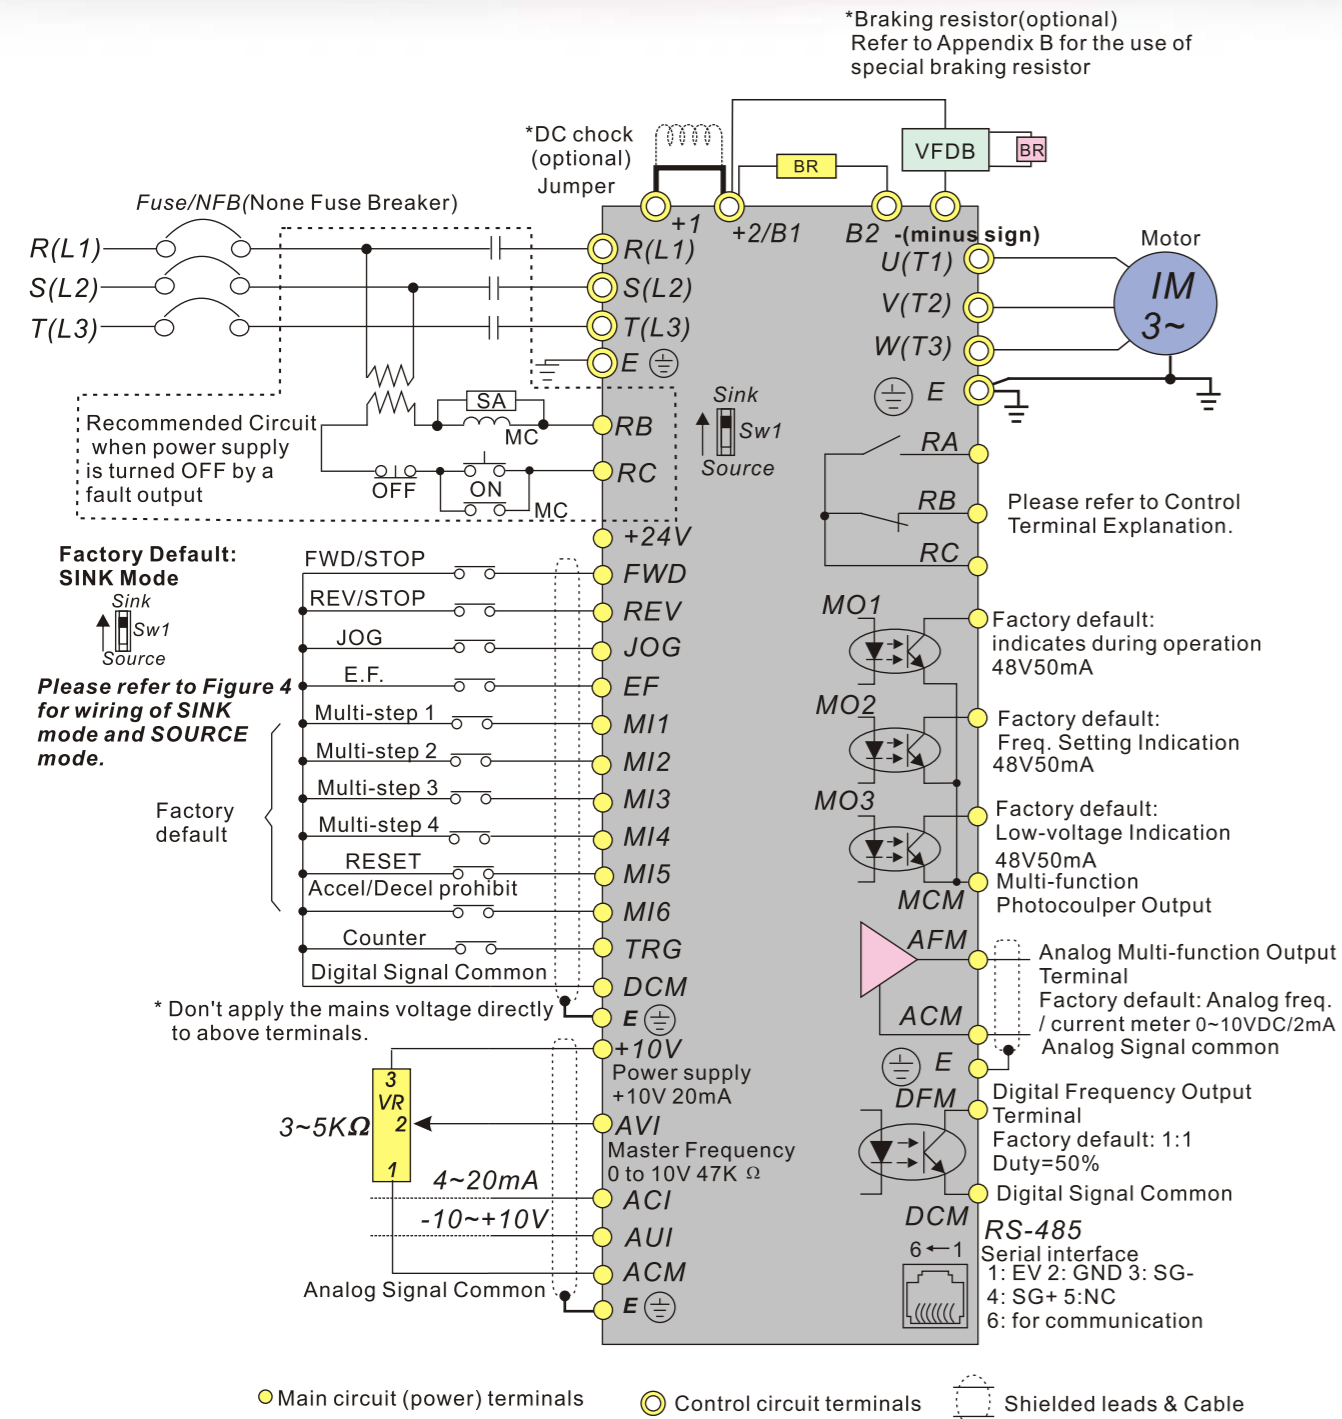 *Braking resistor(optional)
Refer to Appendix B for the use of
special braking resistor
*DC chock
(optional)
Jumper
BR
VFDB
BR
Fuse/NFB(None Fuse Breaker)
+1
+2/B1
B2
-(minus sign)
R(L1)
S(L2)
T(L3)
R(L1)
S(L2)
T(L3)
E
U(T1)
V(T2)
W(T3)
E
Motor
IM
3~
Recommended Circuit
when power supply
is turned OFF by a
fault output
SA
MC
OFF
ON
MC
RB
RC
Sink
Sw1
Source
RA
RB
RC
Please refer to Control
Terminal Explanation.
Factory Default:
SINK Mode
Sink
Sw1
Source
Please refer to Figure 4
for wiring of SINK
mode and SOURCE
mode.
Factory
default
+24V
FWD/STOP
FWD
REV/STOP
REV
JOG
JOG
E.F.
EF
Multi-step 1
MI1
Multi-step 2
MI2
Multi-step 3
MI3
Multi-step 4
MI4
RESET
MI5
Accel/Decel prohibit
MI6
Counter
TRG
Digital Signal Common
DCM
* Don't apply the mains voltage directly
to above terminals.
E
MO1
Factory default:
indicates during operation
48V50mA
MO2
Factory default:
Freq. Setting Indication
48V50mA
MO3
Factory default:
Low-voltage Indication
48V50mA
MCM
Multi-function
Photocoulper Output
AFM
Analog Multi-function Output
Terminal
Factory default: Analog freq.
/ current meter 0~10VDC/2mA
ACM
Analog Signal common
E
DFM
Digital Frequency Output
Terminal
Factory default: 1:1
Duty=50%
Digital Signal Common
DCM
+10V
Power supply
+10V 20mA
3
VR
2
1
3~5KΩ
AVI
Master Frequency
0 to 10V 47K Ω
4~20mA
ACI
-10~+10V
AUI
ACM
Analog Signal Common
E
RS-485
6←1
Serial interface
1: EV 2: GND 3: SG-
4: SG+ 5:NC
6: for communication
Main circuit (power) terminals
Control circuit terminals
Shielded leads & Cable